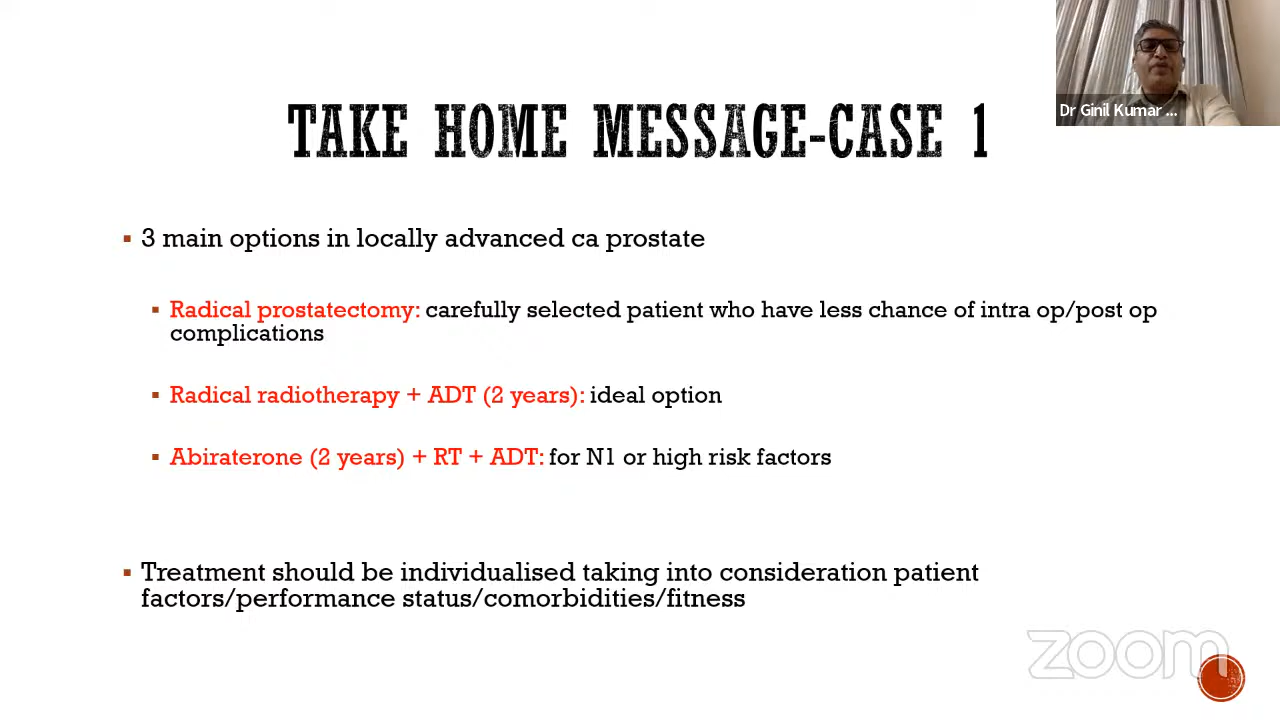 Dr Ginil Kumar ...
TAKE HOME MESSAGE-CASE 1
▪ 3 main options in locally advanced ca prostate
▪ Radical prostatectomy: carefully selected patient who have less chance of intra op/post op
complications
▪ Radical radiotherapy + ADT (2 years): ideal option
▪ Abiraterone (2 years) + RT + ADT: for N1 or high risk factors
▪ Treatment should be individualised taking into consideration patient
factors/performance status/comorbidities/fitness
zoom